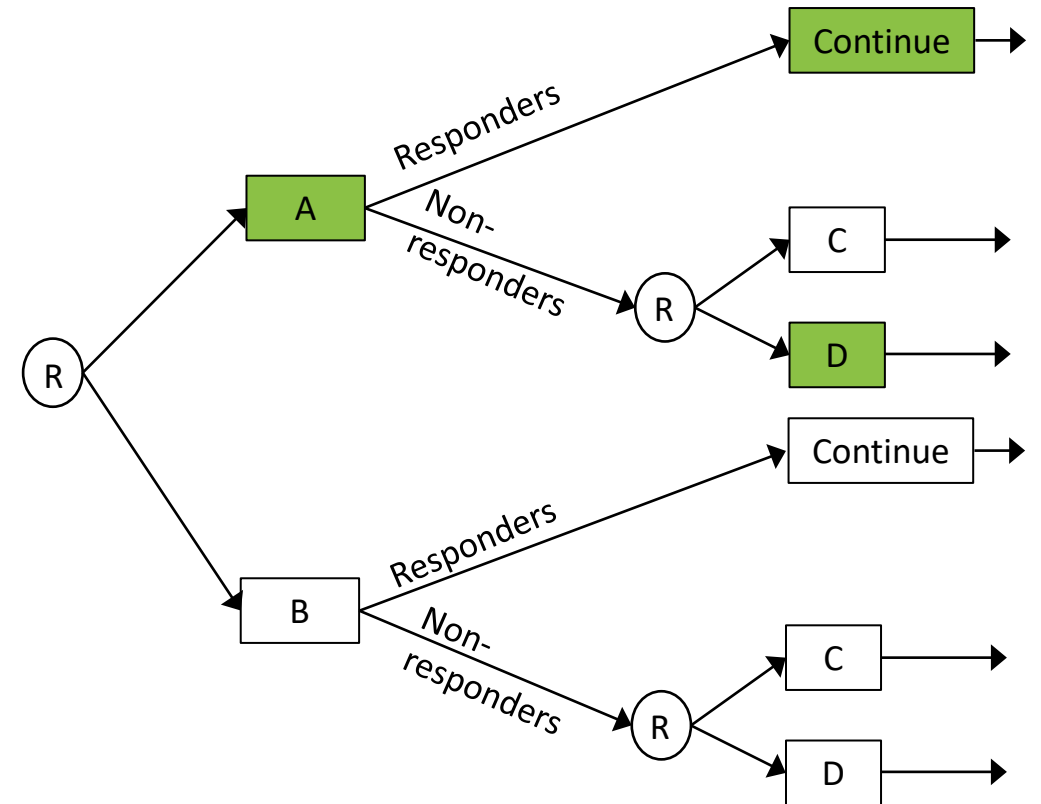 Continue
Responders
A
Non-
responders
C
R
D
R
Continue
Responders
B
Non-
responders
C
R
D